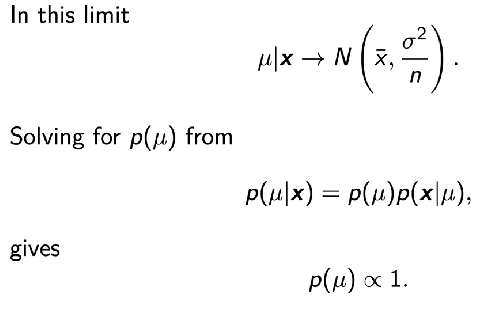 In this limit
μ|x → N(x̄, σ²/n).
Solving for p(μ) from
p(μ|x) = p(μ)p(x|μ),
gives
p(μ) ∝ 1.